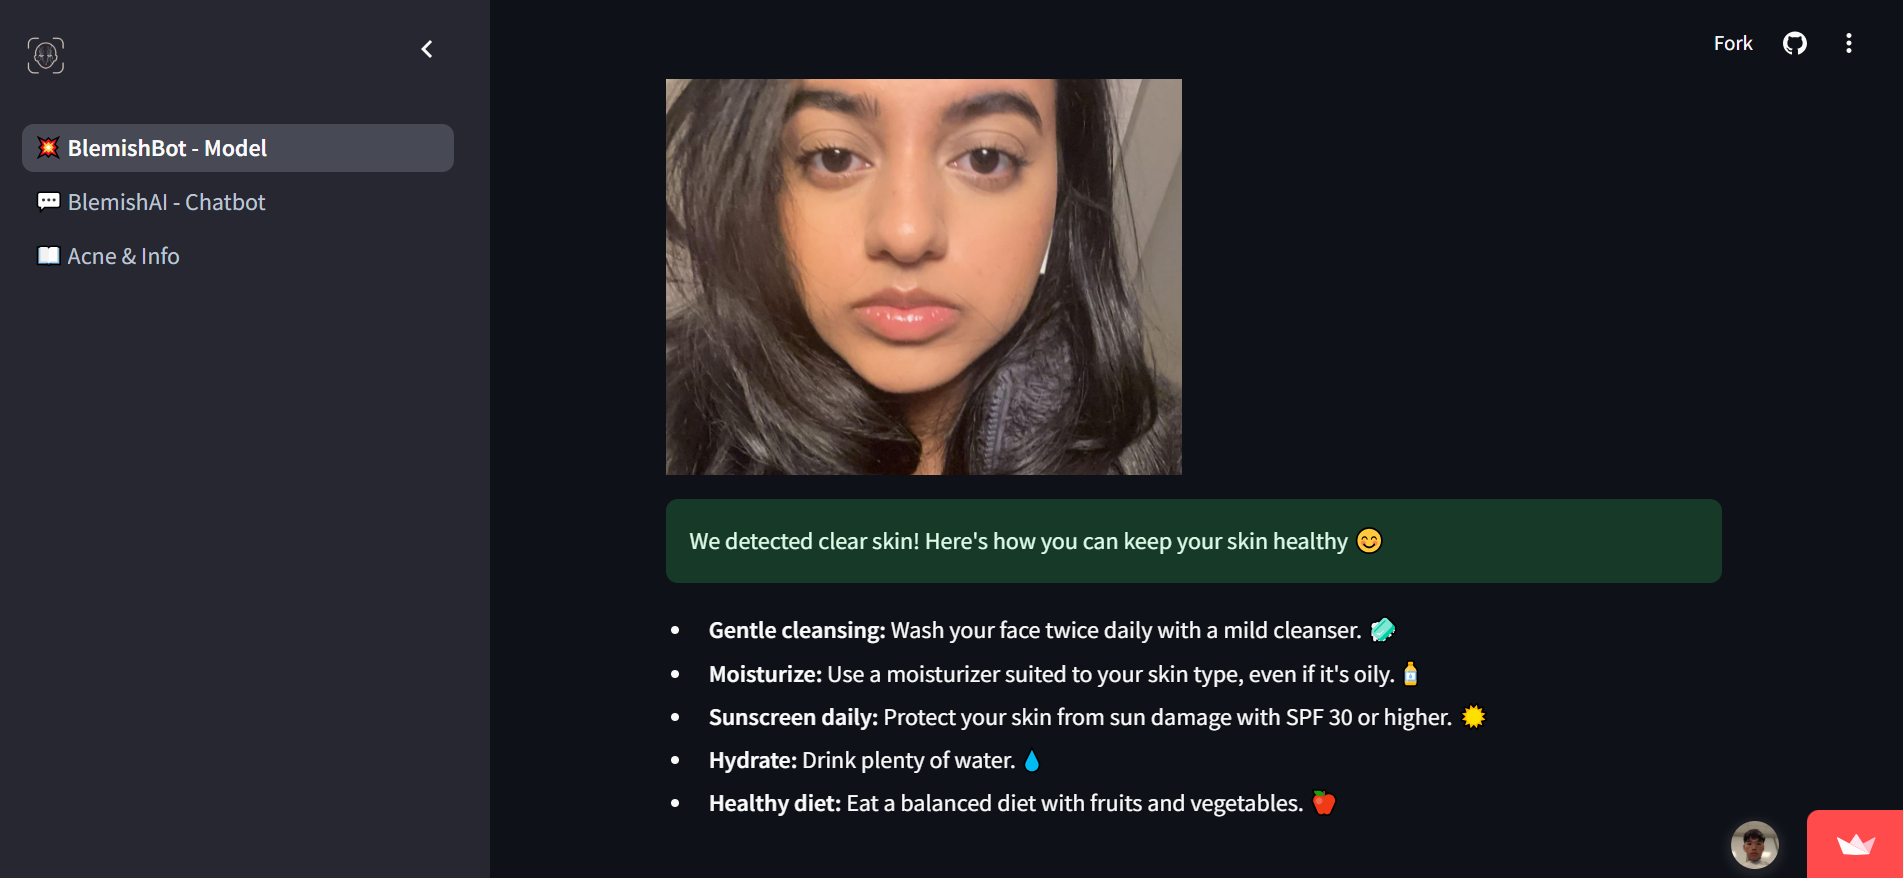 Fork
💥 BlemishBot - Model
💬 BlemishAI - Chatbot
📖 Acne & Info
We detected clear skin! Here's how you can keep your skin healthy 😊
• Gentle cleansing: Wash your face twice daily with a mild cleanser. 🧼
• Moisturize: Use a moisturizer suited to your skin type, even if it's oily. 🧴
• Sunscreen daily: Protect your skin from sun damage with SPF 30 or higher. ☀️
• Hydrate: Drink plenty of water. 💧
• Healthy diet: Eat a balanced diet with fruits and vegetables. 🍎